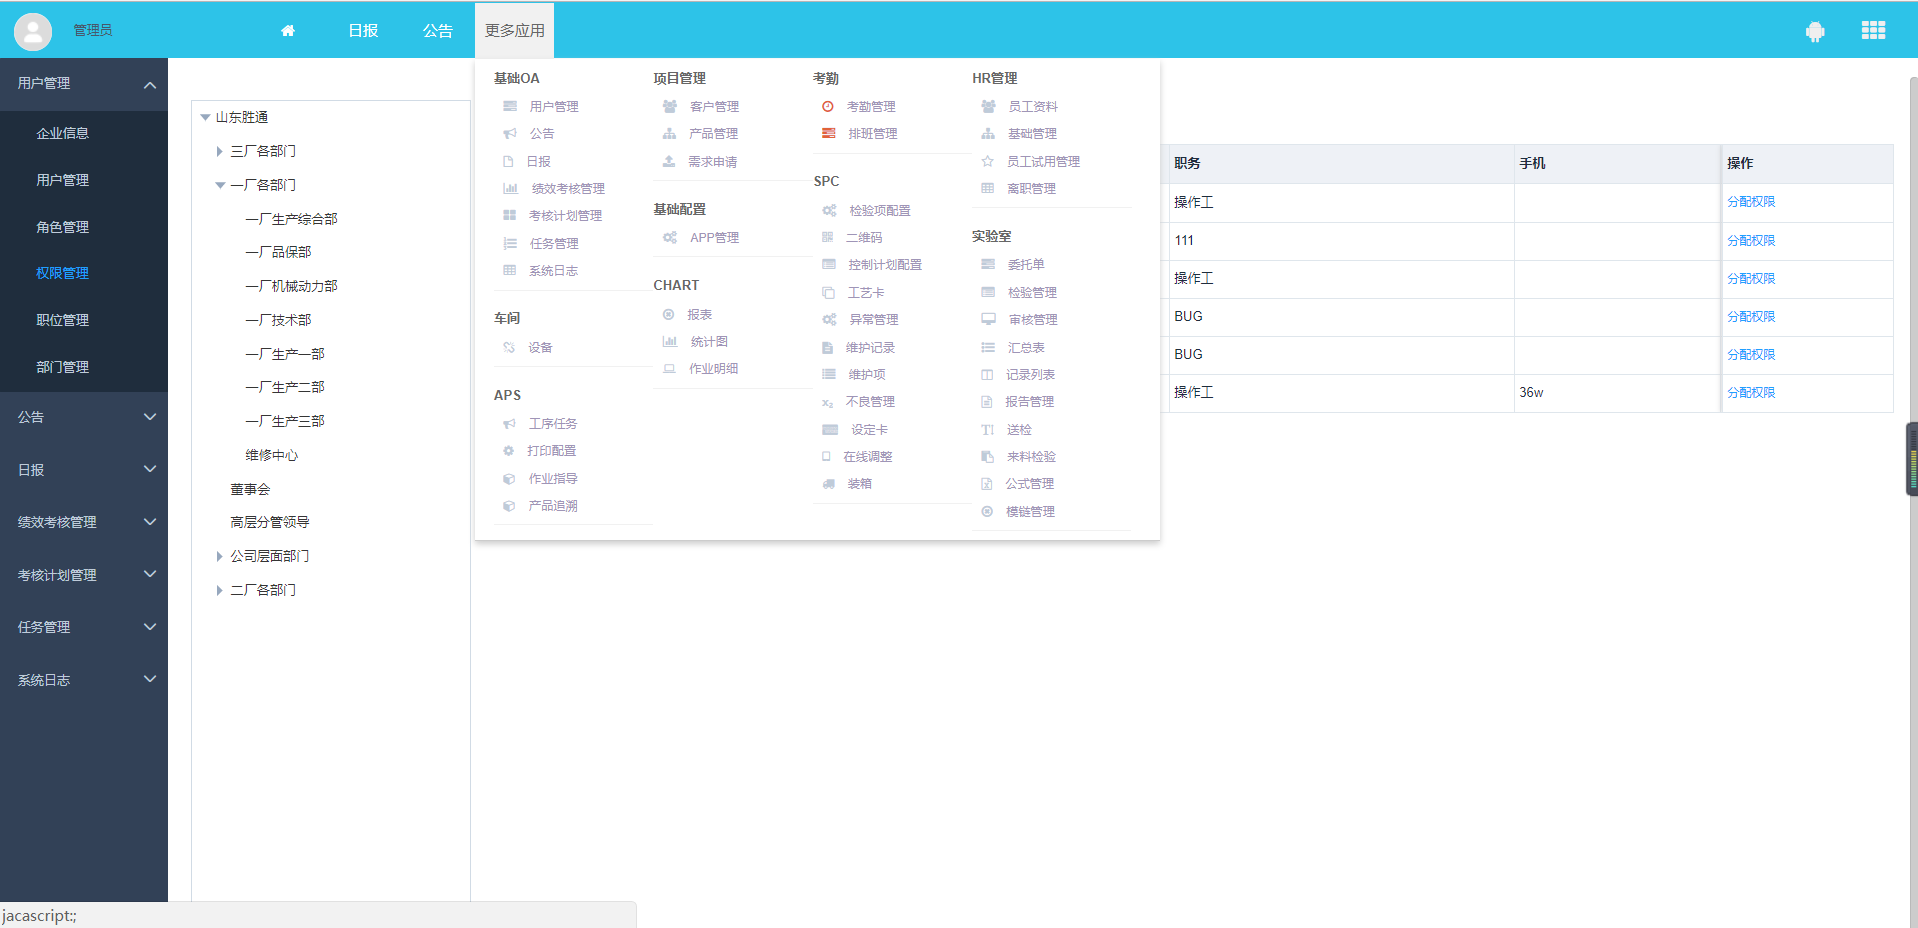 管理员
日报
公告
更多应用
用户管理
企业信息
用户管理
角色管理
权限管理
职位管理
部门管理
公告
日报
绩效考核管理
考核计划管理
任务管理
系统日志
山东胜通
三厂各部门
一厂各部门
一厂生产综合部
一厂品保部
一厂机械动力部
一厂技术部
一厂生产一部
一厂生产二部
一厂生产三部
维修中心
董事会
高层分管领导
公司层面部门
二厂各部门
基础OA
用户管理
公告
日报
绩效考核管理
考核计划管理
任务管理
系统日志
车间
设备
APS
工序任务
打印配置
作业指导
产品追溯
项目管理
客户管理
产品管理
需求申请
基础配置
APP管理
CHART
报表
统计图
作业明细
考勤
考勤管理
排班管理
SPC
检验项配置
二维码
控制计划配置
工艺卡
异常管理
维护记录
维护项
不良管理
设定卡
在线调整
装箱
HR管理
员工资料
基础管理
员工试用管理
离职管理
实验室
委托单
检验管理
审核管理
汇总表
记录列表
报告管理
送检
来料检验
公式管理
模链管理
职务 手机 操作
操作工 分配权限
111 分配权限
操作工 分配权限
BUG 分配权限
BUG 分配权限
操作工 36w 分配权限
jacascript:;